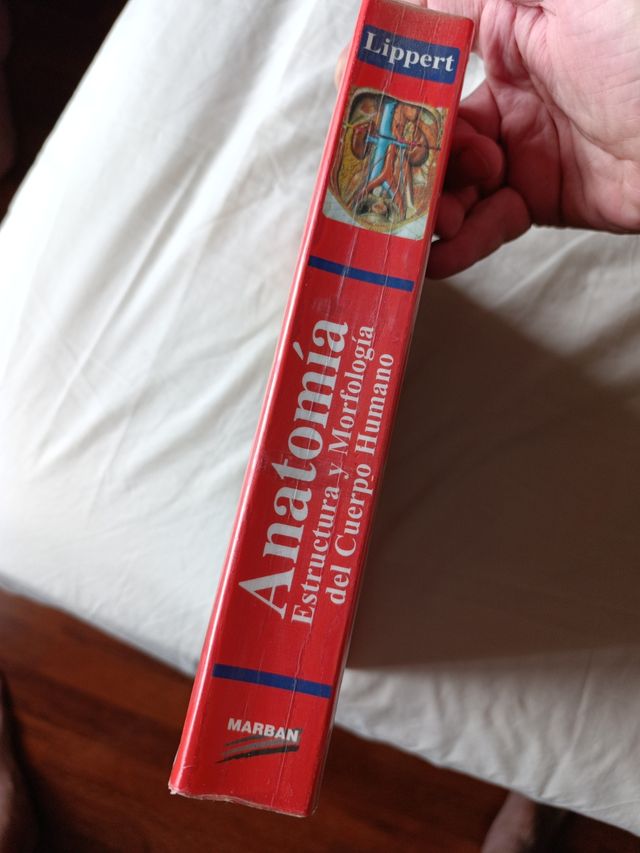 Lippert
Anatomía
Estructura y Morfología
del Cuerpo Humano
MARBAN